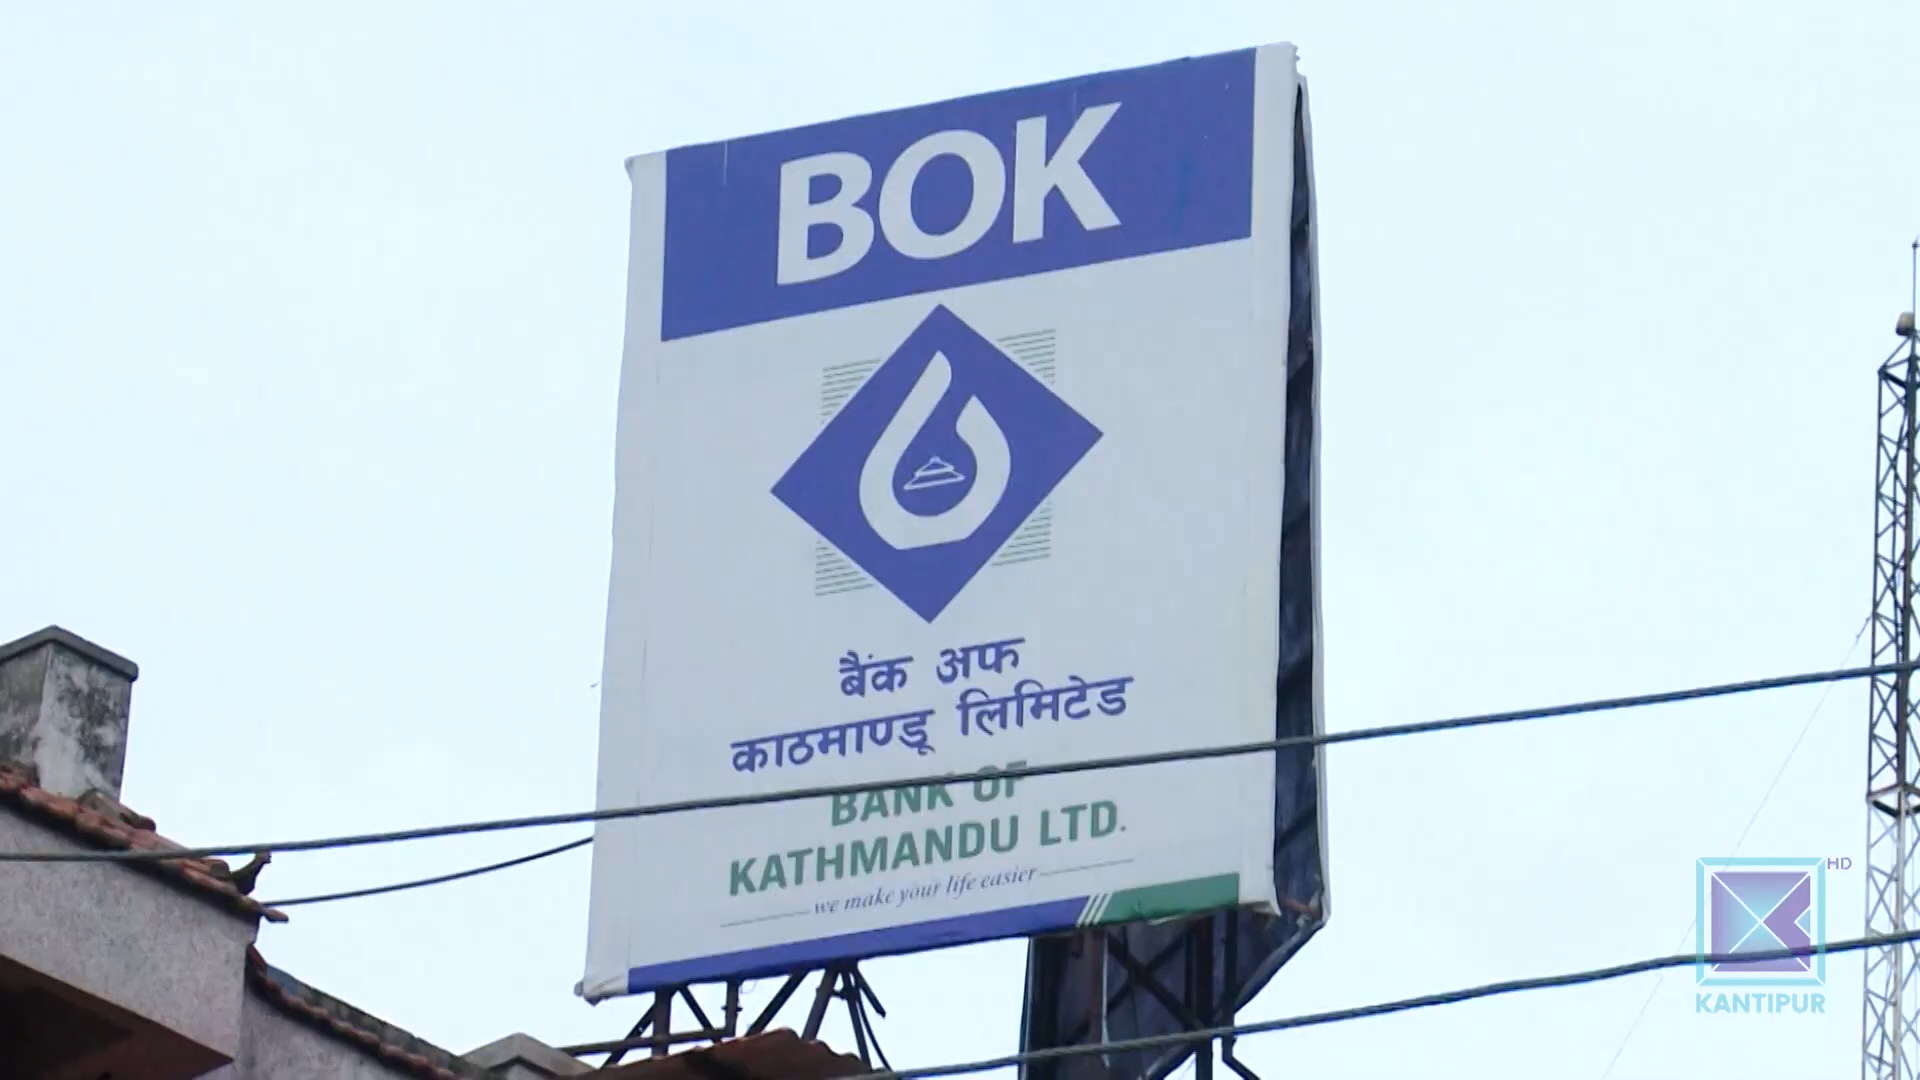 BOK
बैंक अफ
काठमाण्डू लिमिटेड
BANK OF
KATHMANDU LTD.
we make your life easier
HD
KANTIPUR